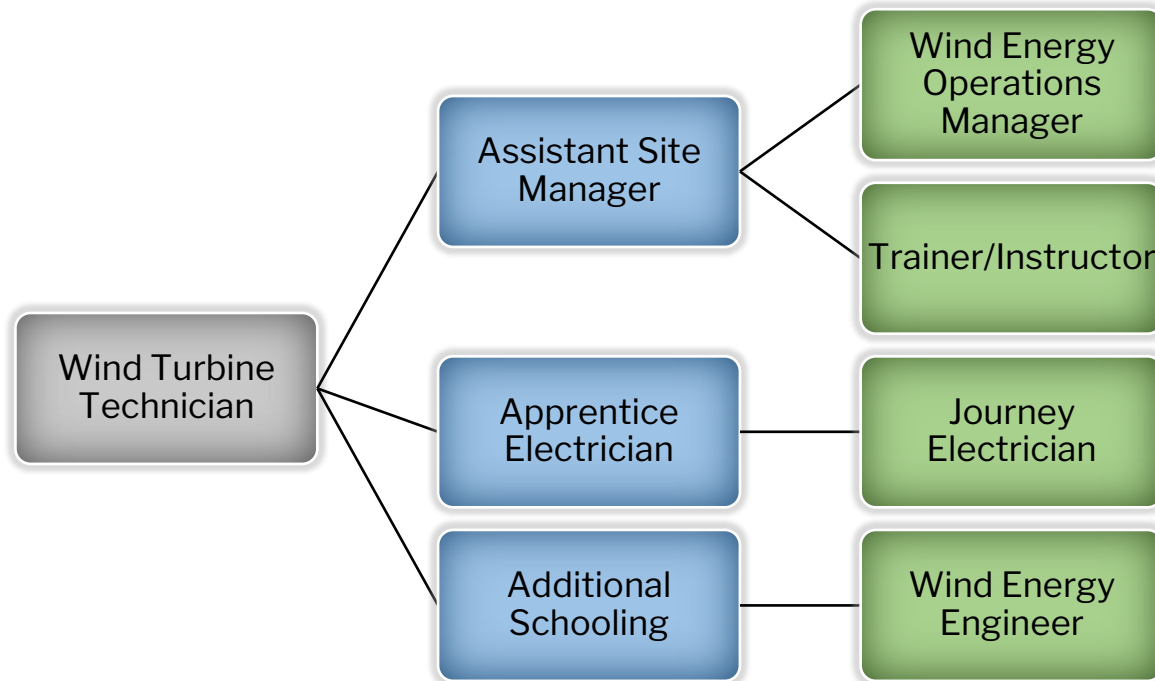 Wind Turbine
Technician
Assistant Site
Manager
Apprentice
Electrician
Additional
Schooling
Wind Energy
Operations
Manager
Trainer/Instructor
Journey
Electrician
Wind Energy
Engineer